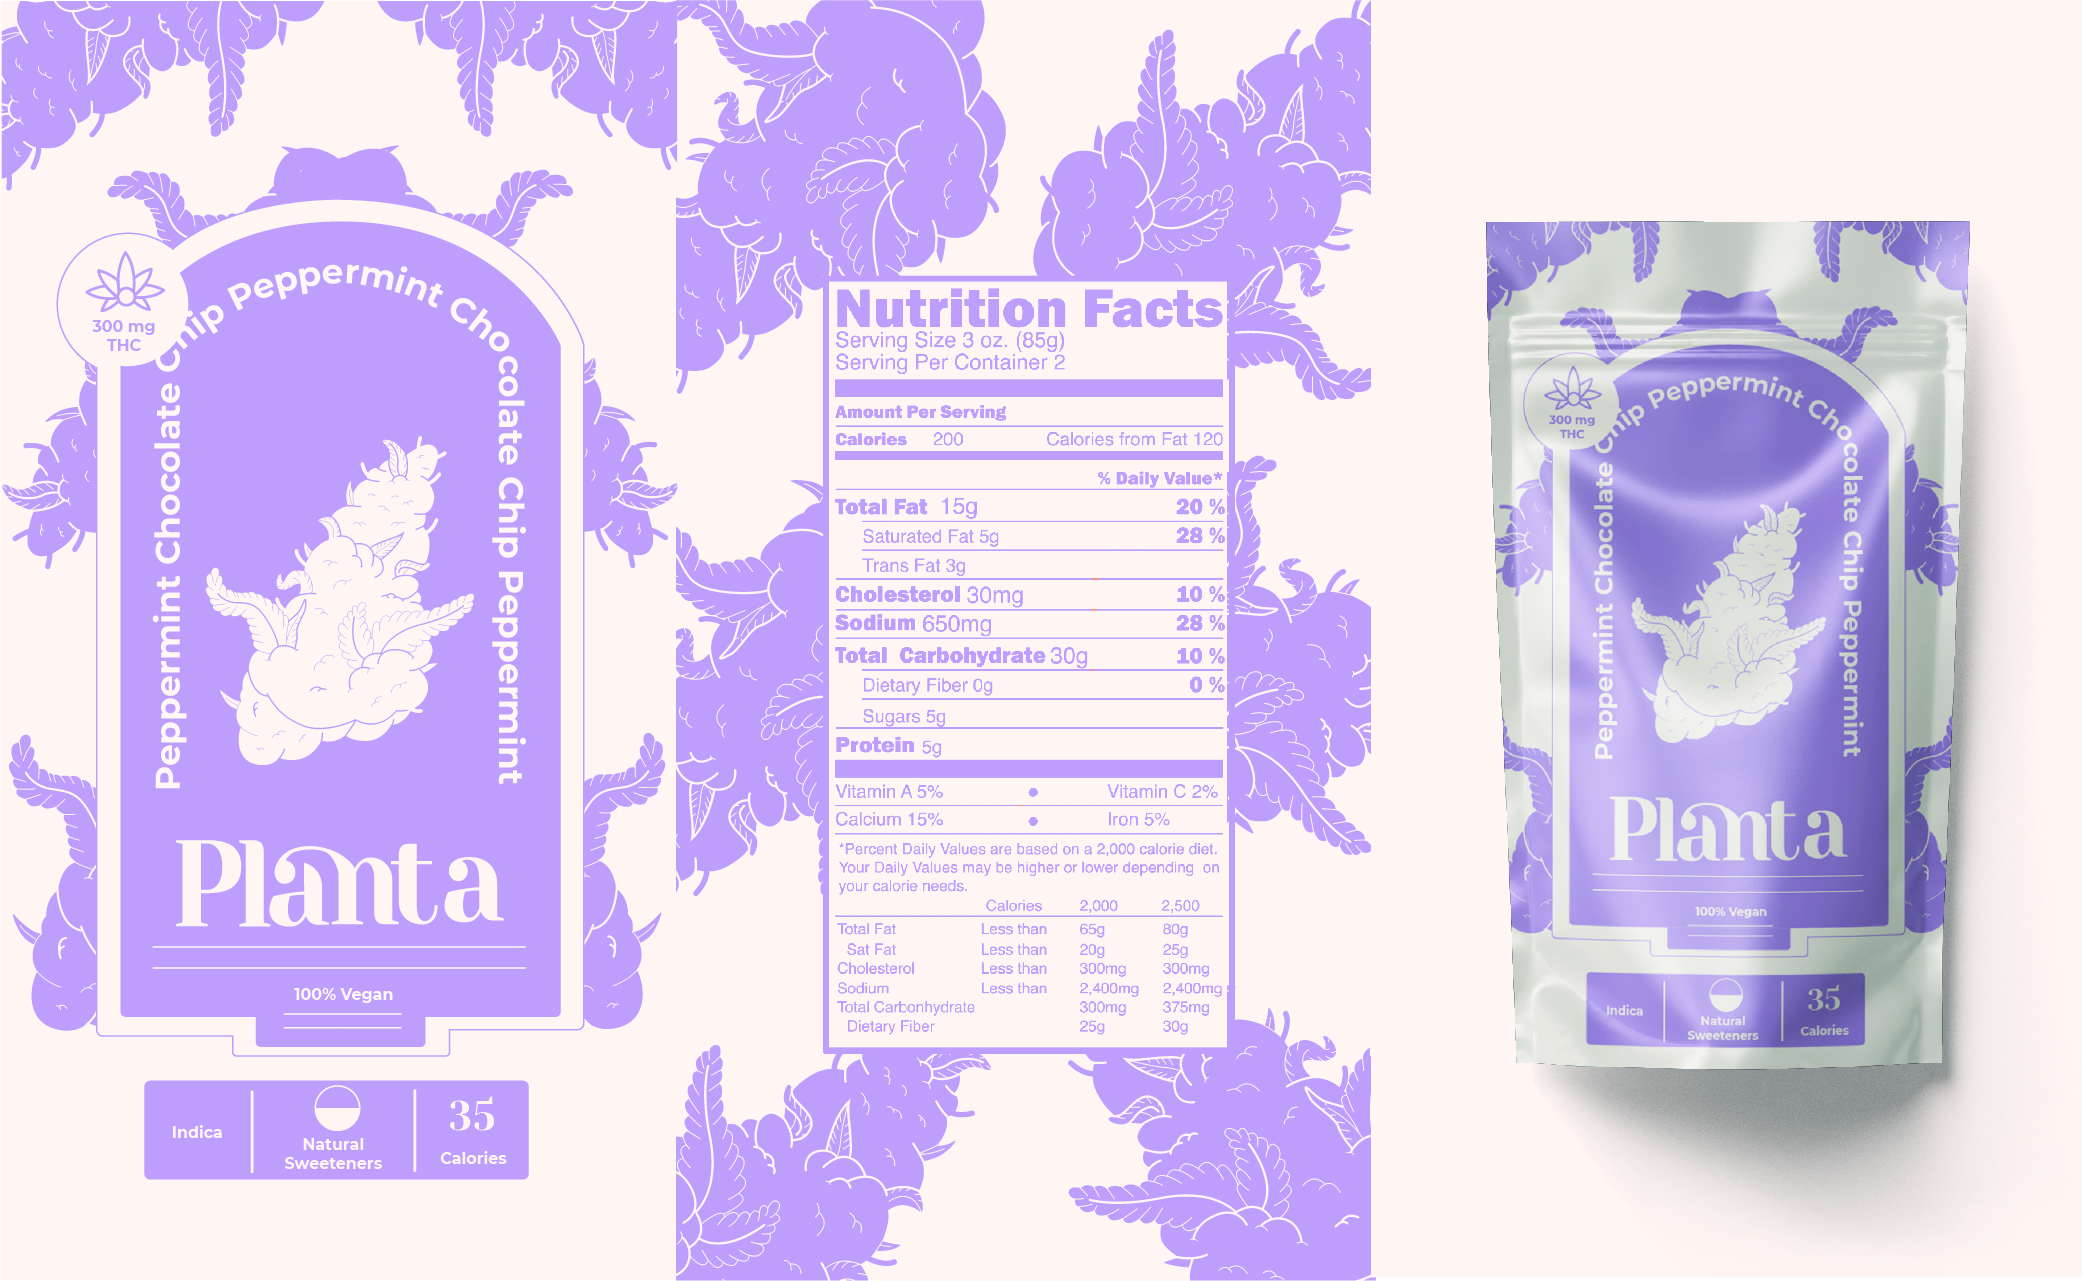 300 mg
THC
Peppermint Chocolate Chip Peppermint Chocolate Chip Peppermint
Planta
100% Vegan
Indica
Natural
Sweeteners
35
Calories
Nutrition Facts
Serving Size 3 oz. (85g)
Serving Per Container 2
Amount Per Serving
Calories 200 Calories from Fat 120
% Daily Value*
Total Fat 15g 20 %
Saturated Fat 5g 28 %
Trans Fat 3g
Cholesterol 30mg 10 %
Sodium 650mg 28 %
Total Carbohydrate 30g 10 %
Dietary Fiber 0g 0 %
Sugars 5g
Protein 5g
Vitamin A 5% • Vitamin C 2%
Calcium 15% • Iron 5%
*Percent Daily Values are based on a 2,000 calorie diet.
Your Daily Values may be higher or lower depending on
your calorie needs.
Calories 2,000 2,500
Total Fat Less than 65g 80g
Sat Fat Less than 20g 25g
Cholesterol Less than 300mg 300mg
Sodium Less than 2,400mg 2,400mg
Total Carbonhydrate 300mg 375mg
Dietary Fiber 25g 30g
300 mg
THC
Peppermint Chocolate Chip Peppermint Chocolate Chip Peppermint
Planta
100% Vegan
Indica
Natural
Sweeteners
35
Calories